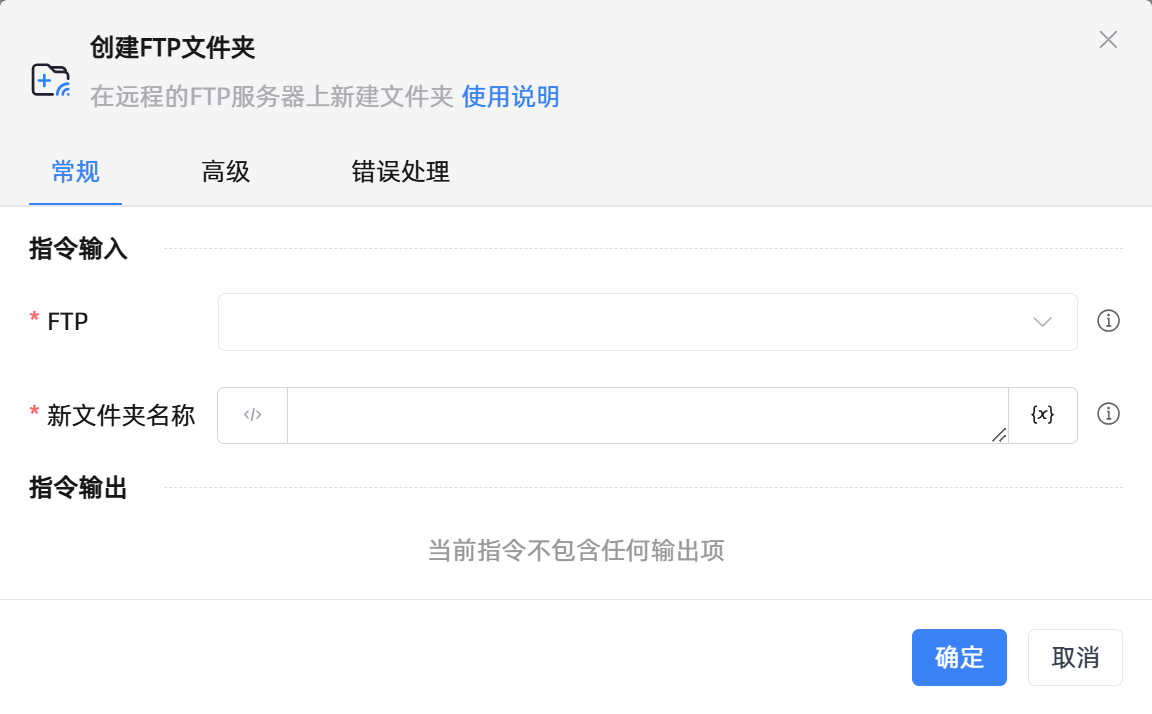 创建FTP文件夹
在远程的FTP服务器上新建文件夹 使用说明
常规 高级 错误处理
指令输入
* FTP
* 新文件夹名称 </> {x}
指令输出
当前指令不包含任何输出项
确定 取消